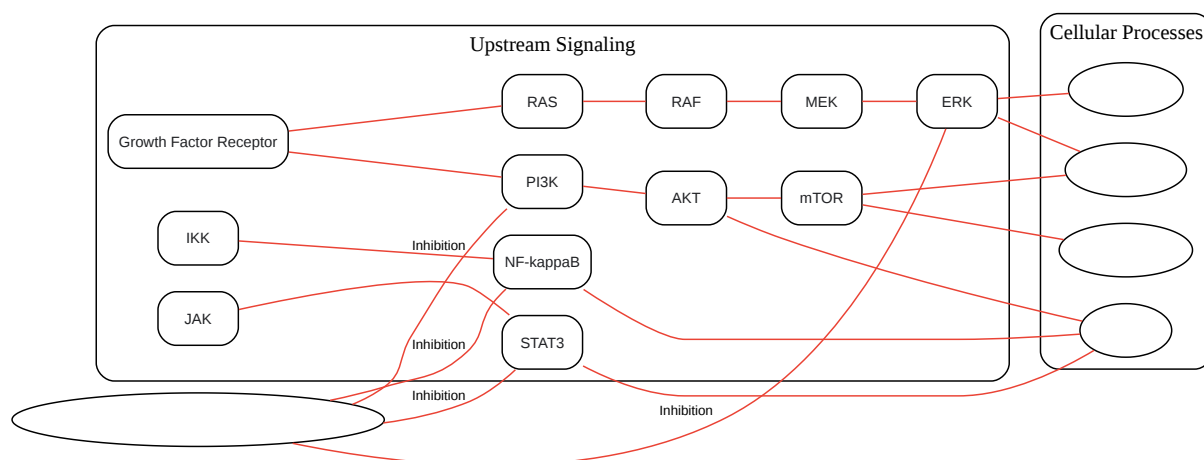 Upstream Signaling
Cellular Processes
RAS
RAF
MEK
ERK
Growth Factor Receptor
PI3K
AKT
mTOR
IKK
Inhibition
NF-kappaB
JAK
Inhibition
STAT3
Inhibition
Inhibition